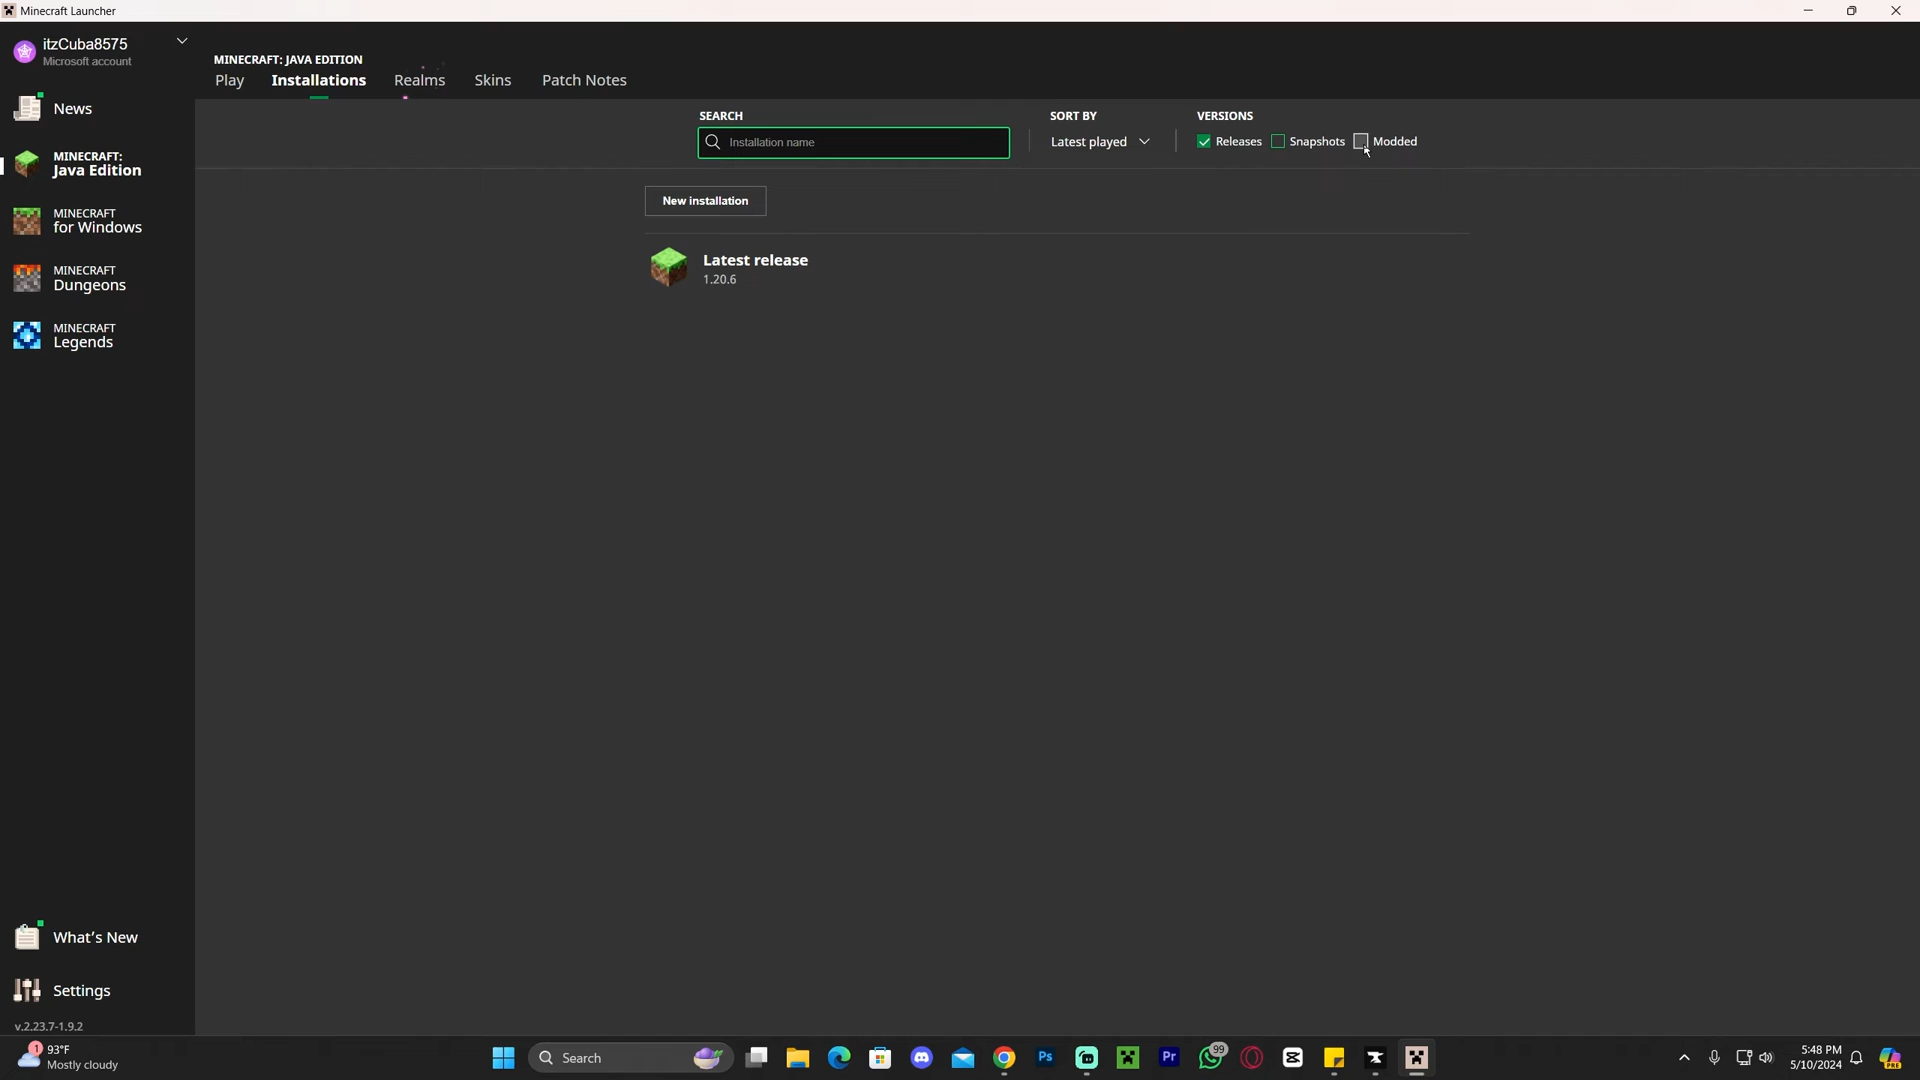 Minecraft Launcher
itzCuba8575
Microsoft account
News
MINECRAFT:
Java Edition
MINECRAFT
for Windows
MINECRAFT
Dungeons
MINECRAFT
Legends
What's New
Settings
v.2.23.7-1.9.2
MINECRAFT: JAVA EDITION
Play Installations Realms Skins Patch Notes
SEARCH SORT BY VERSIONS
Installation name Latest played Releases Snapshots Modded
New installation
Latest release
1.20.6
1 93°F
Mostly cloudy
Search
Ps
Pr
99
PRE
5:48 PM
5/10/2024